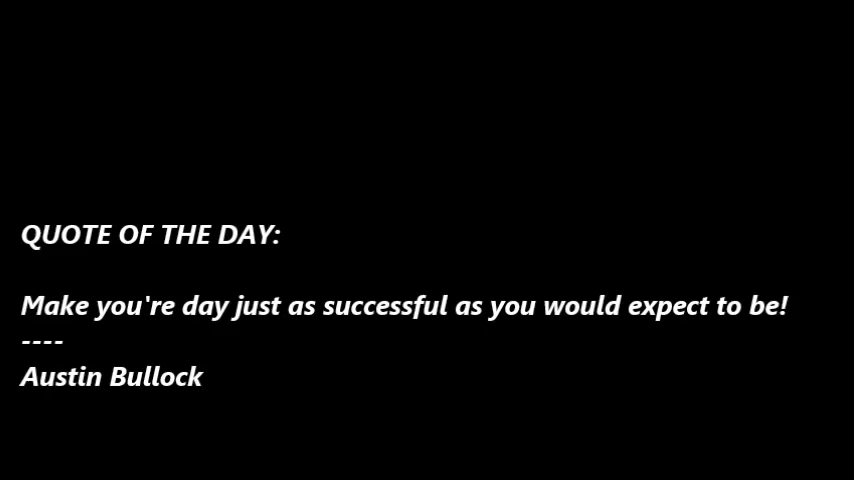 QUOTE OF THE DAY:
Make you're day just as successful as you would expect to be!
----
Austin Bullock